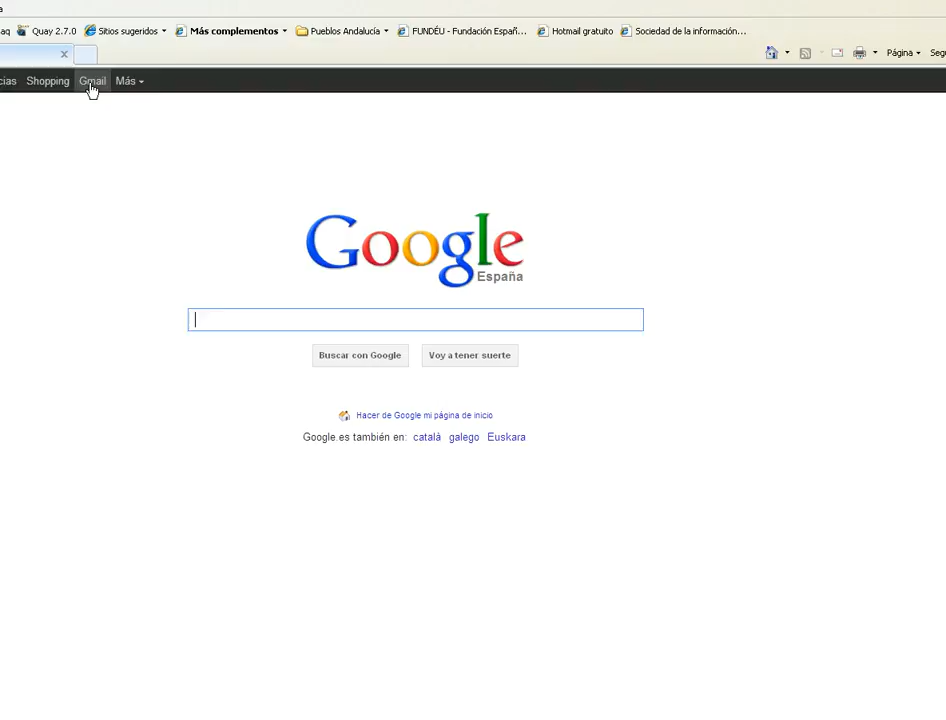 a
aq Quay 2.7.0 Sitios sugeridos Más complementos Pueblos Andalucía FUNDÉU - Fundación Españ... Hotmail gratuito Sociedad de la información...
x Página Segu
cias Shopping Gmail Más
Google
España
Buscar con Google Voy a tener suerte
Hacer de Google mi página de inicio
Google.es también en: català galego Euskara